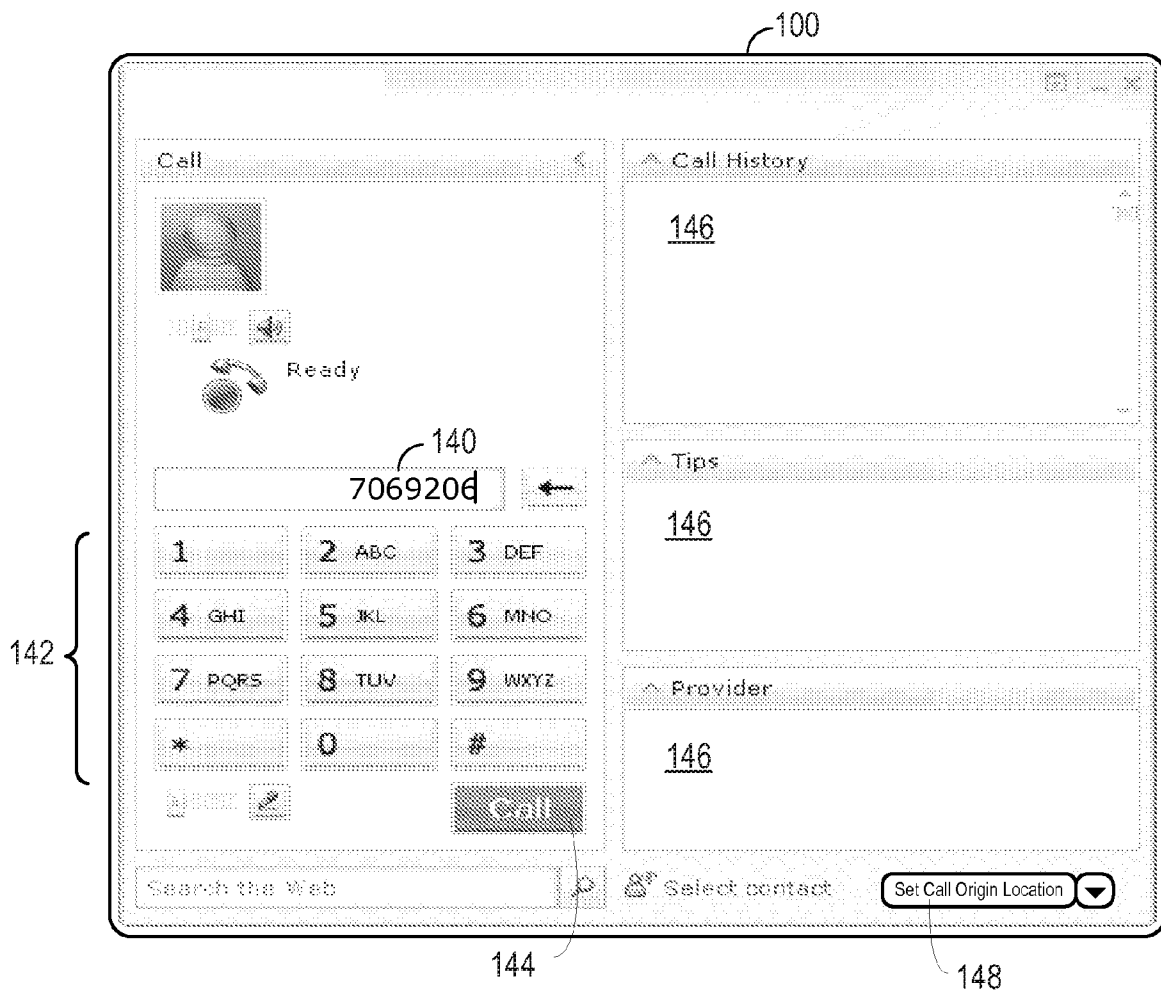 100
Call <
^ Call History
146
Ready
140
7069206
^ Tips
146
142
1
2 ABC
3 DEF
4 GHI
5 JKL
6 MNO
7 PQRS
8 TUV
9 WXYZ
*
0
#
^ Provider
146
Call
Search the Web
Select contact
Set Call Origin Location
144
148